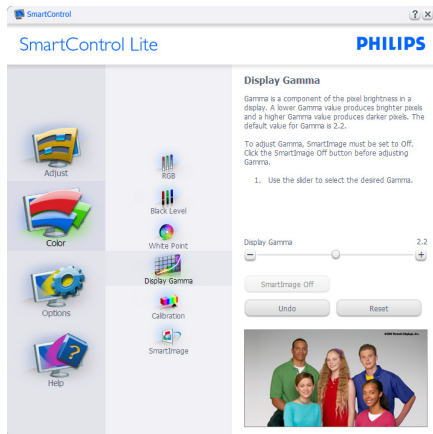 SmartControl
SmartControl Lite
PHILIPS
Adjust
Color
Options
Help
RGB
Black Level
White Point
Display Gamma
Calibration
SmartImage
Display Gamma
Gamma is a component of the pixel brightness in a
display. A lower Gamma value produces brighter pixels
and a higher Gamma value produces darker pixels. The
default value for Gamma is 2.2.
To adjust Gamma, SmartImage must be set to Off.
Click the SmartImage Off button before adjusting
Gamma.
1. Use the slider to select the desired Gamma.
Display Gamma 2.2
SmartImage Off
Undo Reset